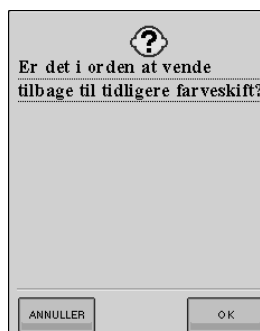 Er det i orden at vende
tilbage til tidligere farveskift?
ANNULLER
OK